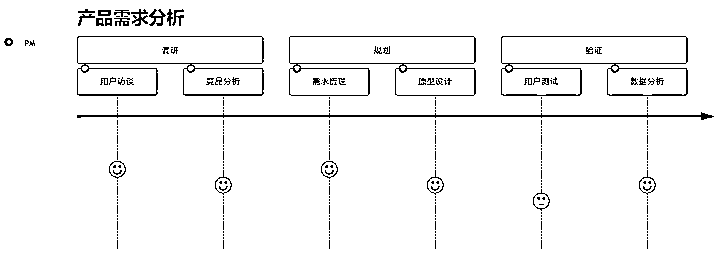 产品需求分析
PM
调研
规划
验证
用户访谈
竞品分析
需求梳理
原型设计
用户测试
数据分析